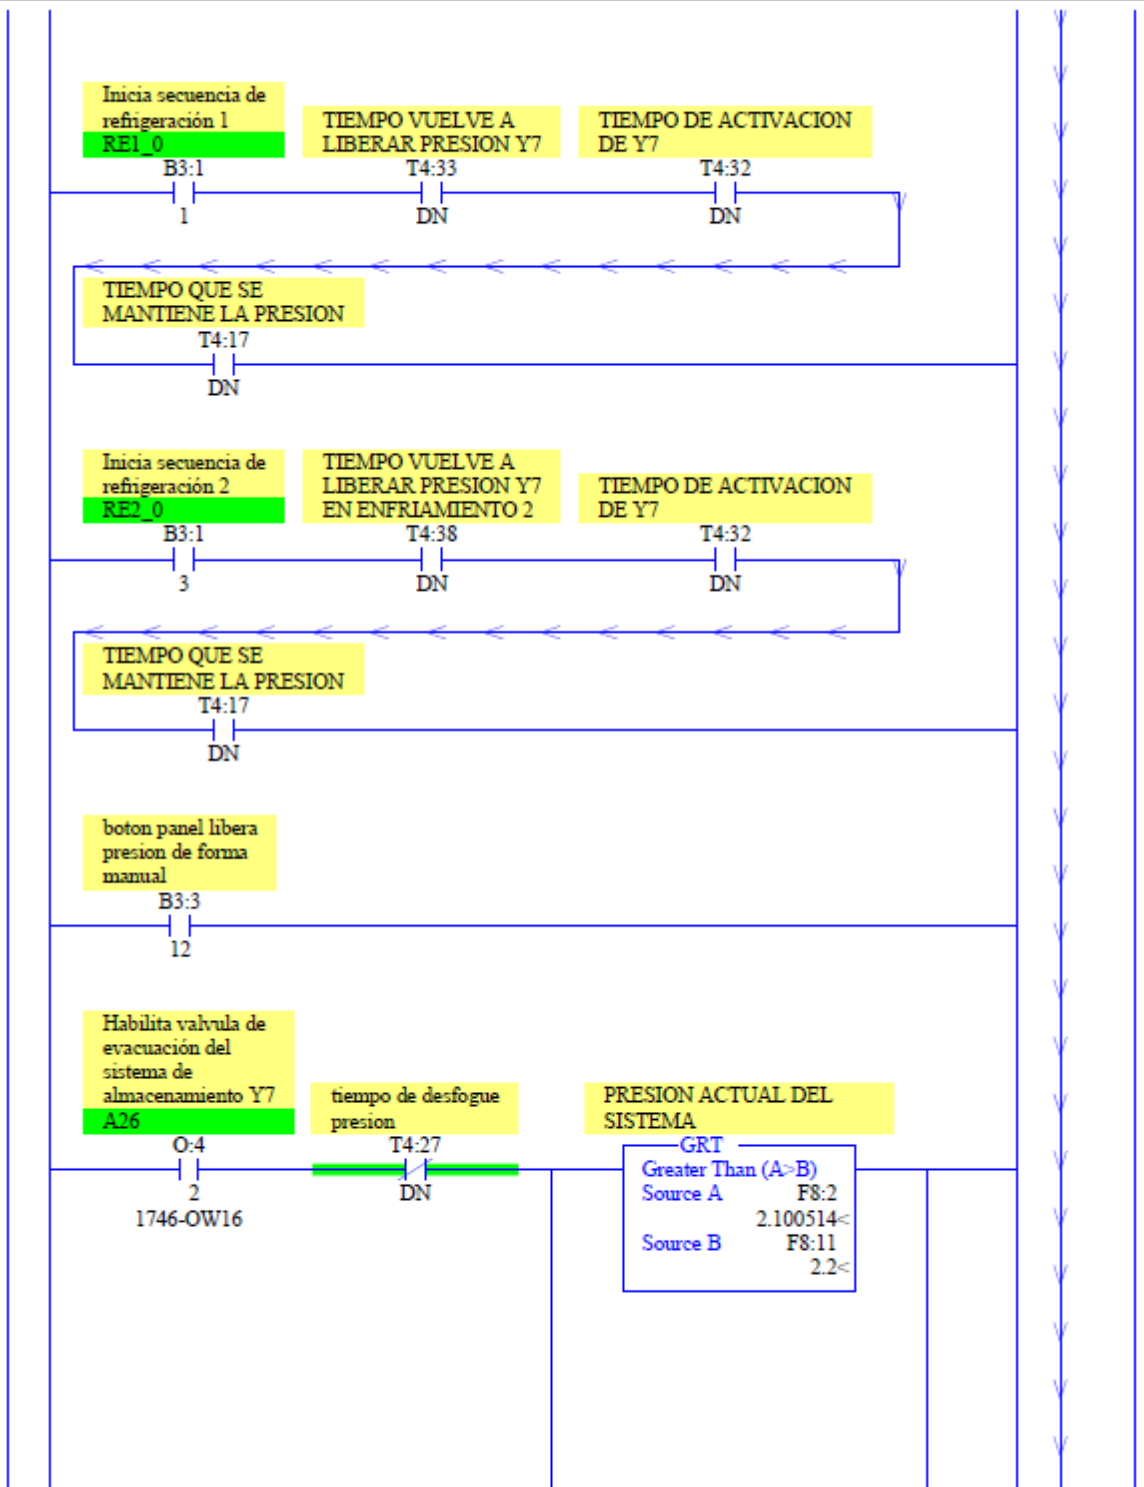 Inicia secuencia de
refrigeración 1
RE1_0
B3:1
1
TIEMPO VUELVE A
LIBERAR PRESION Y7
T4:33
DN
TIEMPO DE ACTIVACION
DE Y7
T4:32
DN
TIEMPO QUE SE
MANTIENE LA PRESION
T4:17
DN
Inicia secuencia de
refrigeración 2
RE2_0
B3:1
3
TIEMPO VUELVE A
LIBERAR PRESION Y7
EN ENFRIAMIENTO 2
T4:38
DN
TIEMPO DE ACTIVACION
DE Y7
T4:32
DN
TIEMPO QUE SE
MANTIENE LA PRESION
T4:17
DN
boton panel libera
presion de forma
manual
B3:3
12
Habilita valvula de
evacuación del
sistema de
almacenamiento Y7
A26
O:4
2
1746-OW16
tiempo de desfogue
presion
T4:27
DN
PRESION ACTUAL DEL
SISTEMA
GRT
Greater Than (A>B)
Source A F8:2
2.100514<
Source B F8:11
2.2<